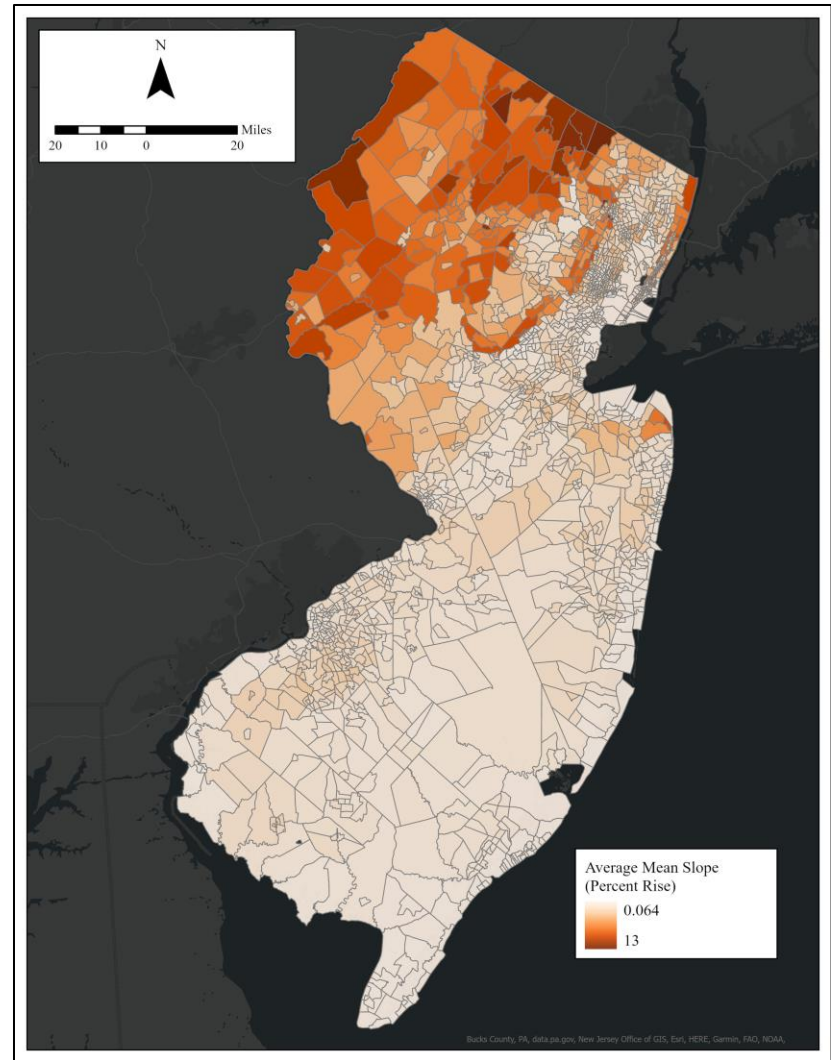 N
Miles
20 10 0 20
Average Mean Slope
(Percent Rise)
0.064
13
Bucks County, PA, data.pa.gov, New Jersey Office of GIS, Esri, HERE, Garmin, FAO, NOAA,